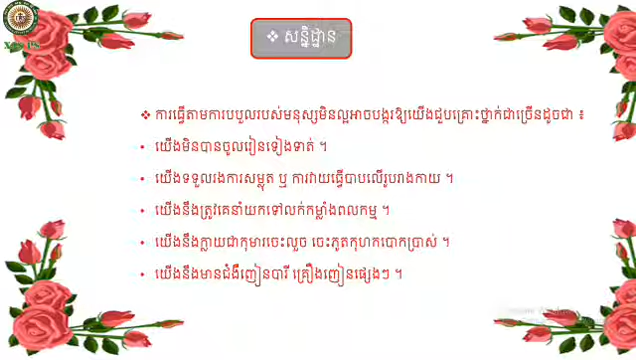 ❖ សន្និដ្ឋាន
❖ ការធ្វើតាមការបបួលរបស់មនុស្សមិនល្អអាចបង្ករឱ្យយើងជួបគ្រោះថ្នាក់ជាច្រើនដូចជា ៖
• យើងមិនបានចូលរៀនទៀងទាត់ ។
• យើងទទួលរងការសម្លុត ឬ ការវាយធ្វើបាបលើរូបរាងកាយ ។
• យើងនឹងត្រូវគេនាំយកទៅលក់កម្លាំងពលកម្ម ។
• យើងនឹងក្លាយជាកុមារចេះលួច ចេះភូតកុហកបោកប្រាស់ ។
• យើងនឹងមានជំងឺញៀនបារី គ្រឿងញៀនផ្សេងៗ ។